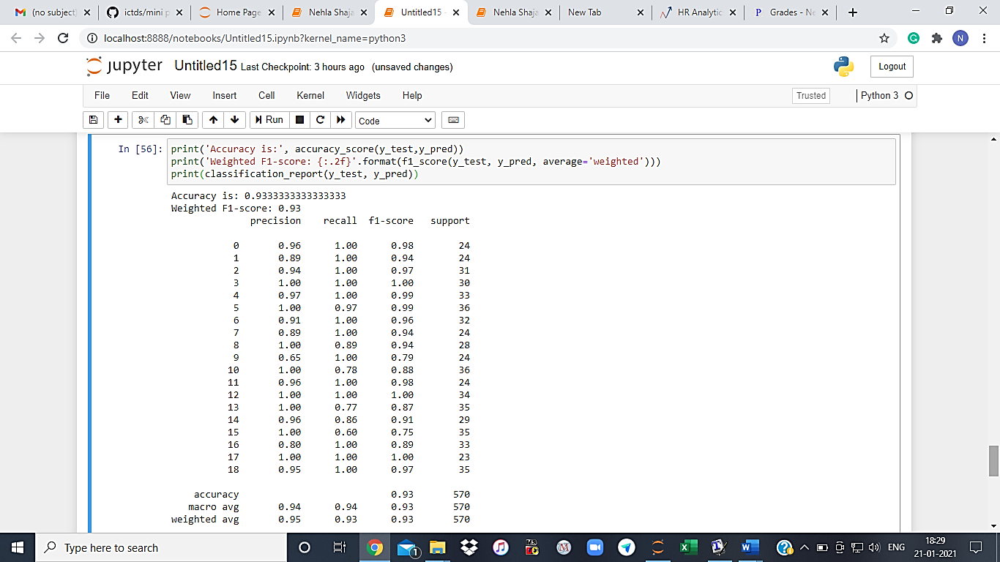 (no subject) ictds/mini p Home Page Nehla Shaja Untitled15 - Nehla Shaja New Tab HR Analytic P Grades - Ne
localhost:8888/notebooks/Untitled15.ipynb?kernel_name=python3 N
jupyter Untitled15 Last Checkpoint: 3 hours ago (unsaved changes) Logout
File Edit View Insert Cell Kernel Widgets Help Trusted Python 3
Run Code
In [56]: print('Accuracy is:', accuracy_score(y_test,y_pred))
print('Weighted F1-score: {:.2f}'.format(f1_score(y_test, y_pred, average='weighted')))
print(classification_report(y_test, y_pred))
Accuracy is: 0.9333333333333333
Weighted F1-score: 0.93
precision recall f1-score support
0 0.96 1.00 0.98 24
1 0.89 1.00 0.94 24
2 0.94 1.00 0.97 31
3 1.00 1.00 1.00 30
4 0.97 1.00 0.99 33
5 1.00 0.97 0.99 36
6 0.91 1.00 0.96 32
7 0.89 1.00 0.94 24
8 1.00 0.89 0.94 28
9 0.65 1.00 0.79 24
10 1.00 0.78 0.88 36
11 0.96 1.00 0.98 24
12 1.00 1.00 1.00 34
13 1.00 0.77 0.87 35
14 0.96 0.86 0.91 29
15 1.00 0.60 0.75 35
16 0.80 1.00 0.89 33
17 1.00 1.00 1.00 23
18 0.95 1.00 0.97 35
accuracy 0.93 570
macro avg 0.94 0.94 0.93 570
weighted avg 0.95 0.93 0.93 570
Type here to search 1 ENG 18:29
21-01-2021